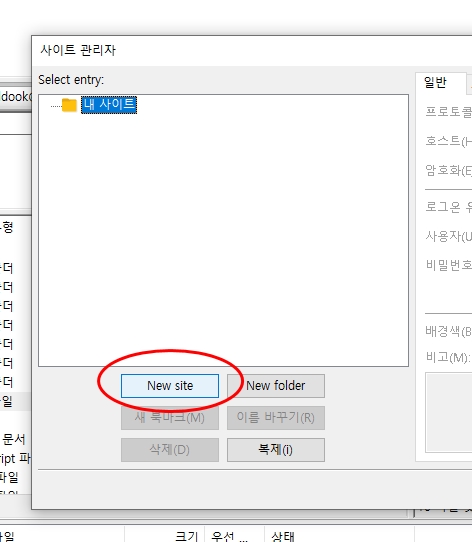 사이트 관리자
Select entry:
일반
내 사이트
프로토콜
호스트(H
암호화(E)
로그온 유
사용자(U
비밀번호
배경색(B
비고(M):
New site
New folder
새 북마크(M)
이름 바꾸기(R)
삭제(D)
복제(i)
ldook@
형
더
더
더
더
더
더
더
일
문서
ript 파
파일
파일
크기
우선 ...
상태